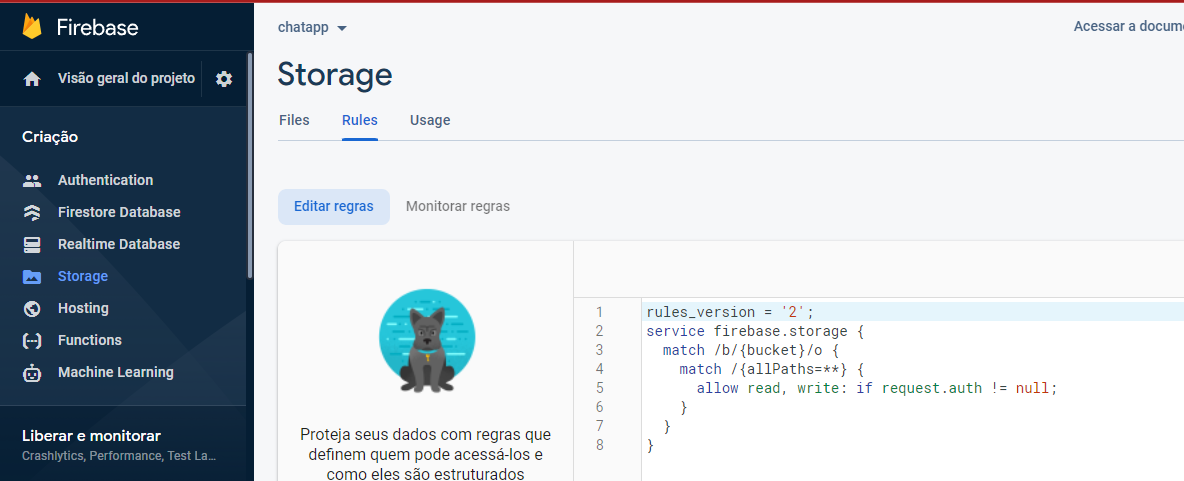 Firebase
Visão geral do projeto
Criação
Authentication
Firestore Database
Realtime Database
Storage
Hosting
Functions
Machine Learning
Liberar e monitorar
Crashlytics, Performance, Test La...
chatapp
Acessar a docume
Storage
Files Rules Usage
Editar regras Monitorar regras
Proteja seus dados com regras que
definem quem pode acessá-los e
como eles são estruturados
1 rules_version = '2';
2 service firebase.storage {
3   match /b/{bucket}/o {
4     match /{allPaths=**} {
5       allow read, write: if request.auth != null;
6     }
7   }
8 }